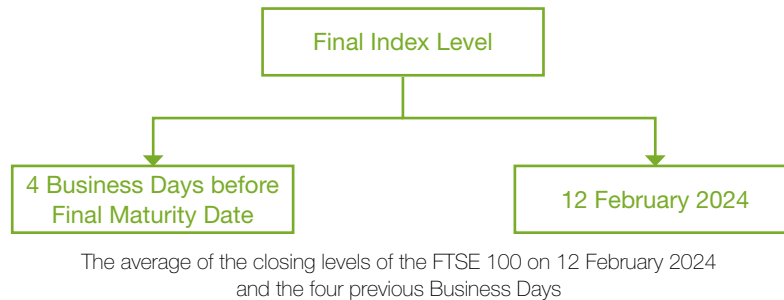 Final Index Level
4 Business Days before
Final Maturity Date
12 February 2024
The average of the closing levels of the FTSE 100 on 12 February 2024
and the four previous Business Days